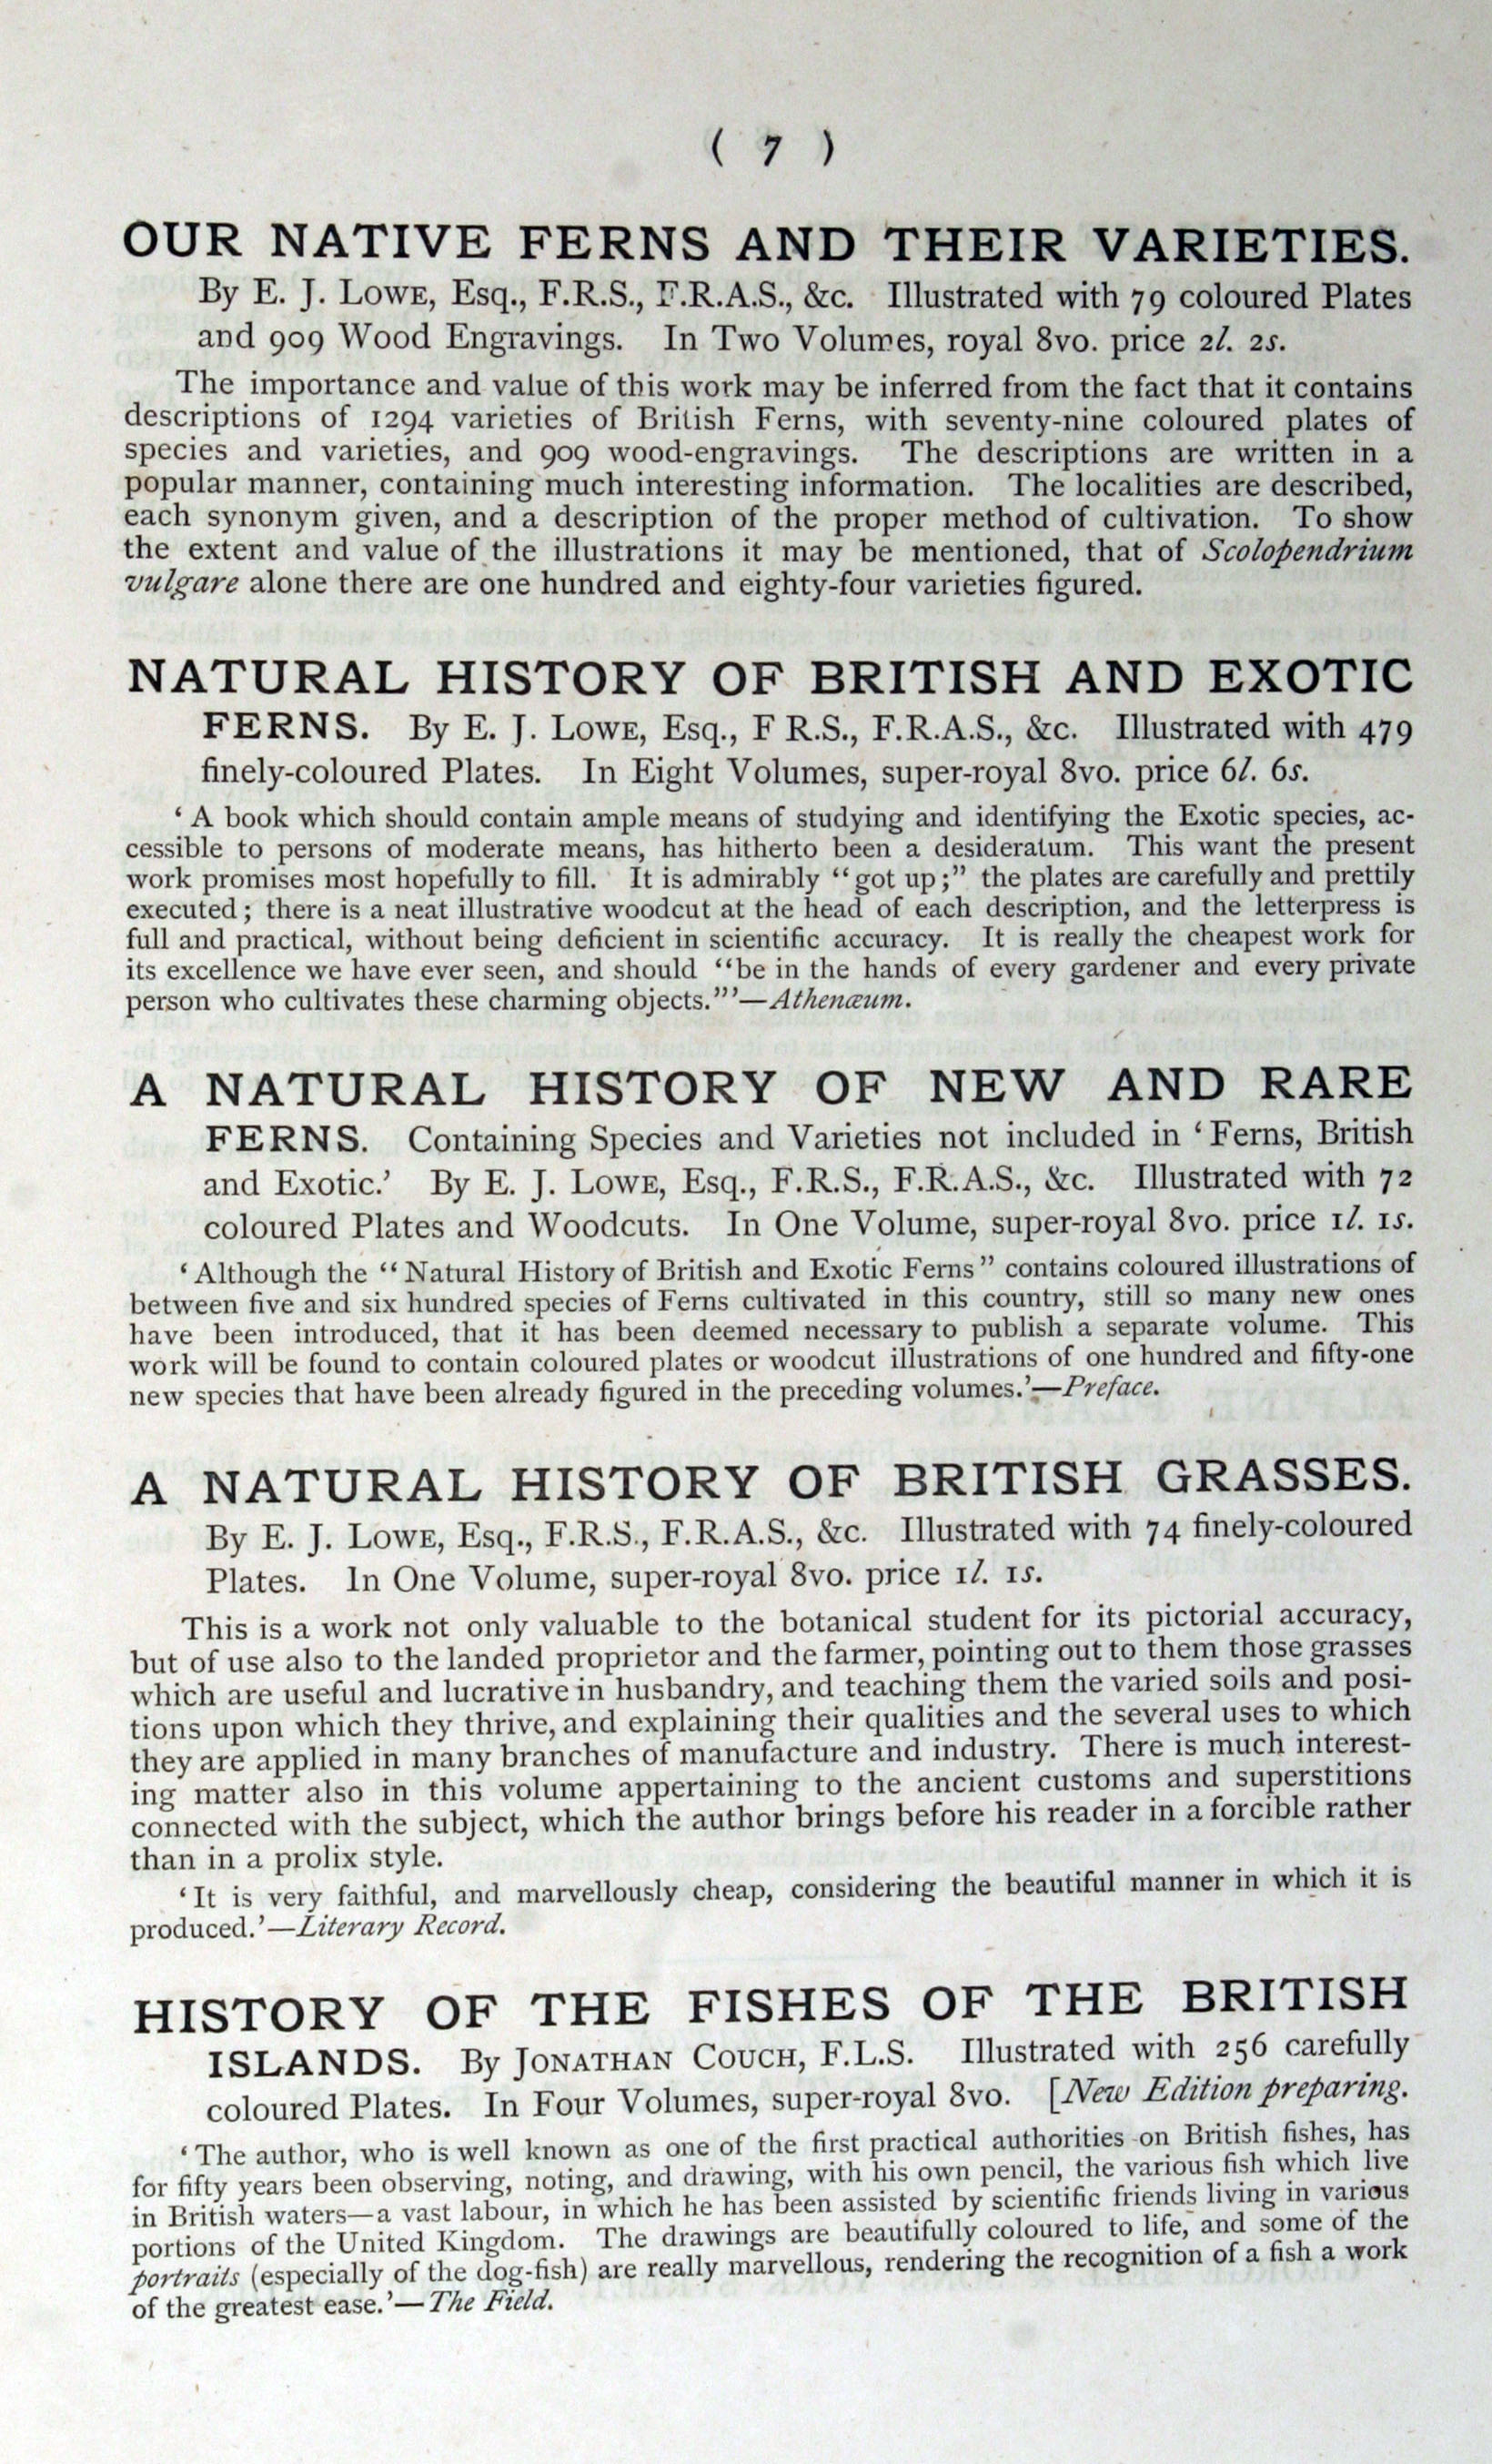 ( 7 )
OUR NATIVE FERNS AND THEIR VARIETIES.
By E. J. LOWE, Esq., F.R.S., F.R.A.S., &c. Illustrated with 79 coloured Plates
and 909 Wood Engravings. In Two Volumes, royal 8vo. price 2l. 2s.
The importance and value of this work may be inferred from the fact that it contains
descriptions of 1294 varieties of British Ferns, with seventy-nine coloured plates of
species and varieties, and 909 wood-engravings. The descriptions are written in a
popular manner, containing much interesting information. The localities are described,
each synonym given, and a description of the proper method of cultivation. To show
the extent and value of the illustrations it may be mentioned, that of Scolopendrium
vulgare alone there are one hundred and eighty-four varieties figured.
NATURAL HISTORY OF BRITISH AND EXOTIC
FERNS. By E. J. LOWE, Esq., F R.S., F.R.A.S., &c. Illustrated with 479
finely-coloured Plates. In Eight Volumes, super-royal 8vo. price 6l. 6s.
‘A book which should contain ample means of studying and identifying the Exotic species, ac-
cessible to persons of moderate means, has hitherto been a desideratum. This want the present
work promises most hopefully to fill. It is admirably “got up;” the plates are carefully and prettily
executed; there is a neat illustrative woodcut at the head of each description, and the letterpress is
full and practical, without being deficient in scientific accuracy. It is really the cheapest work for
its excellence we have ever seen, and should “be in the hands of every gardener and every private
person who cultivates these charming objects.”’—Athenæum.
A NATURAL HISTORY OF NEW AND RARE
FERNS. Containing Species and Varieties not included in ‘Ferns, British
and Exotic.’ By E. J. LOWE, Esq., F.R.S., F.R.A.S., &c. Illustrated with 72
coloured Plates and Woodcuts. In One Volume, super-royal 8vo. price 1l. 1s.
‘Although the “Natural History of British and Exotic Ferns” contains coloured illustrations of
between five and six hundred species of Ferns cultivated in this country, still so many new ones
have been introduced, that it has been deemed necessary to publish a separate volume. This
work will be found to contain coloured plates or woodcut illustrations of one hundred and fifty-one
new species that have been already figured in the preceding volumes.’—Preface.
A NATURAL HISTORY OF BRITISH GRASSES.
By E. J. LOWE, Esq., F.R.S., F.R.A.S., &c. Illustrated with 74 finely-coloured
Plates. In One Volume, super-royal 8vo. price 1l. 1s.
This is a work not only valuable to the botanical student for its pictorial accuracy,
but of use also to the landed proprietor and the farmer, pointing out to them those grasses
which are useful and lucrative in husbandry, and teaching them the varied soils and posi-
tions upon which they thrive, and explaining their qualities and the several uses to which
they are applied in many branches of manufacture and industry. There is much interest-
ing matter also in this volume appertaining to the ancient customs and superstitions
connected with the subject, which the author brings before his reader in a forcible rather
than in a prolix style.
‘It is very faithful, and marvellously cheap, considering the beautiful manner in which it is
produced.’—Literary Record.
HISTORY OF THE FISHES OF THE BRITISH
ISLANDS. By JONATHAN COUCH, F.L.S. Illustrated with 256 carefully
coloured Plates. In Four Volumes, super-royal 8vo. [New Edition preparing.
‘The author, who is well known as one of the first practical authorities on British fishes, has
for fifty years been observing, noting, and drawing, with his own pencil, the various fish which live
in British waters—a vast labour, in which he has been assisted by scientific friends living in various
portions of the United Kingdom. The drawings are beautifully coloured to life, and some of the
portraits (especially of the dog-fish) are really marvellous, rendering the recognition of a fish a work
of the greatest ease.’—The Field.